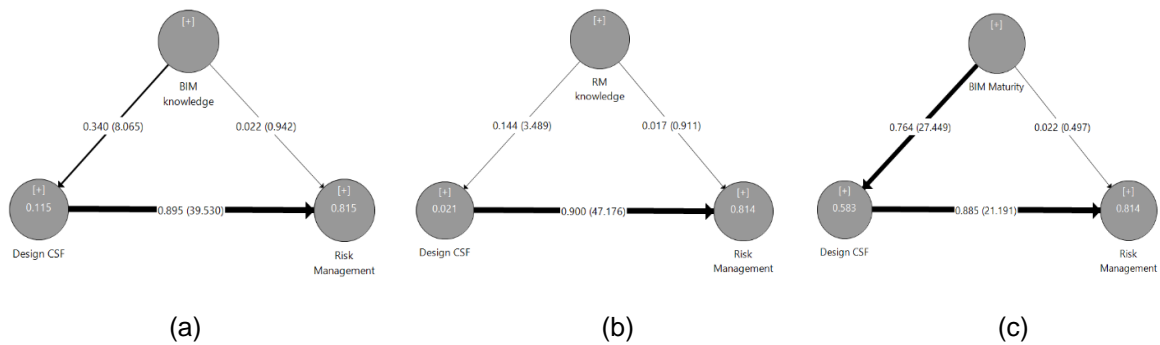 [+]
BIM
knowledge
0.340 (8.065)
0.022 (0.942)
[+]
0.115
0.895 (39.530)
[+]
0.815
Design CSF
Risk
Management
(a)
[+]
RM
knowledge
0.144 (3.489)
0.017 (0.911)
[+]
0.021
0.900 (47.176)
[+]
0.814
Design CSF
Risk
Management
(b)
[+]
BIM Maturity
0.764 (27.449)
0.022 (0.497)
[+]
0.583
0.885 (21.191)
[+]
0.814
Design CSF
Risk
Management
(c)